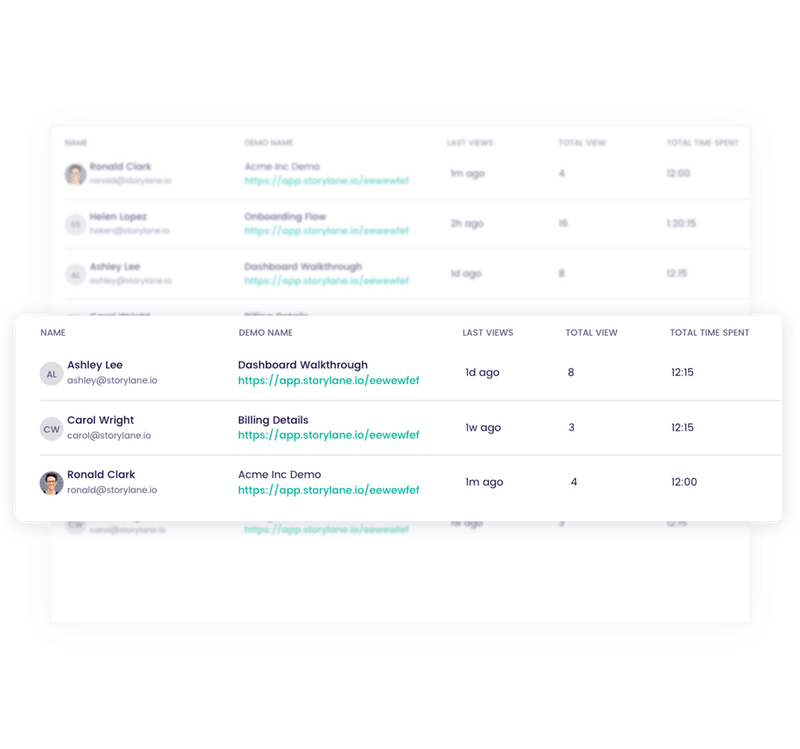 NAME DEMO NAME LAST VIEWS TOTAL VIEW TOTAL TIME SPENT
Ronald Clark Acme Inc Demo 1m ago 4 12:00
ronald@storylane.io https://app.storylane.io/eewewfef
SS Helen Lopez Onboarding Flow 2h ago 16 1:20:15
helen@storylane.io https://app.storylane.io/eewewfef
AL Ashley Lee Dashboard Walkthrough 1d ago 8 12:15
ashley@storylane.io https://app.storylane.io/eewewfef
Carol Wright Billing Details
NAME DEMO NAME LAST VIEWS TOTAL VIEW TOTAL TIME SPENT
AL Ashley Lee Dashboard Walkthrough 1d ago 8 12:15
ashley@storylane.io https://app.storylane.io/eewewfef
CW Carol Wright Billing Details 1w ago 3 12:15
carol@storylane.io https://app.storylane.io/eewewfef
Ronald Clark Acme Inc Demo 1m ago 4 12:00
ronald@storylane.io https://app.storylane.io/eewewfef
CW 1w ago 3 12:15
carol@storylane.io https://app.storylane.io/eewewfef